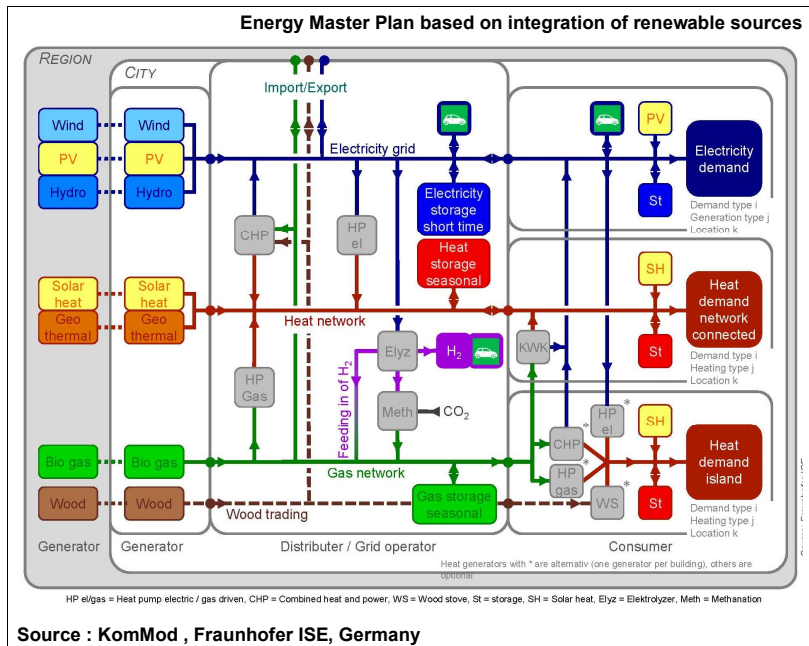 Energy Master Plan based on integration of renewable sources
REGION
CITY
Import/Export
Wind
Wind
PV
PV
Hydro
Hydro
Electricity grid
PV
Electricity
demand
Electricity
storage
short time
St
Demand type i
Generation type j
Location k
CHP
HP
el
Heat
storage
seasonal
Solar
heat
Solar
heat
Geo
thermal
Geo
thermal
Heat network
SH
Heat
demand
network
connected
KWK
St
Demand type i
Heating type j
Location k
Elyz
H2
HP
Gas
Feeding in of H2
Meth
CO2
HP
el
*
CHP
*
SH
Heat
demand
island
Bio gas
Bio gas
Gas network
HP
gas
*
Wood
Wood
Wood trading
Gas storage
seasonal
WS
*
St
Demand type i
Heating type j
Location k
Generator
Generator
Distributer / Grid operator
Consumer
Heat generators with * are alternativ (one generator per building), others are
optional
HP el/gas = Heat pump electric / gas driven, CHP = Combined heat and power, WS = Wood stove, St = storage, SH = Solar heat, Elyz = Elektrolyzer, Meth = Methanation
Source : KomMod , Fraunhofer ISE, Germany